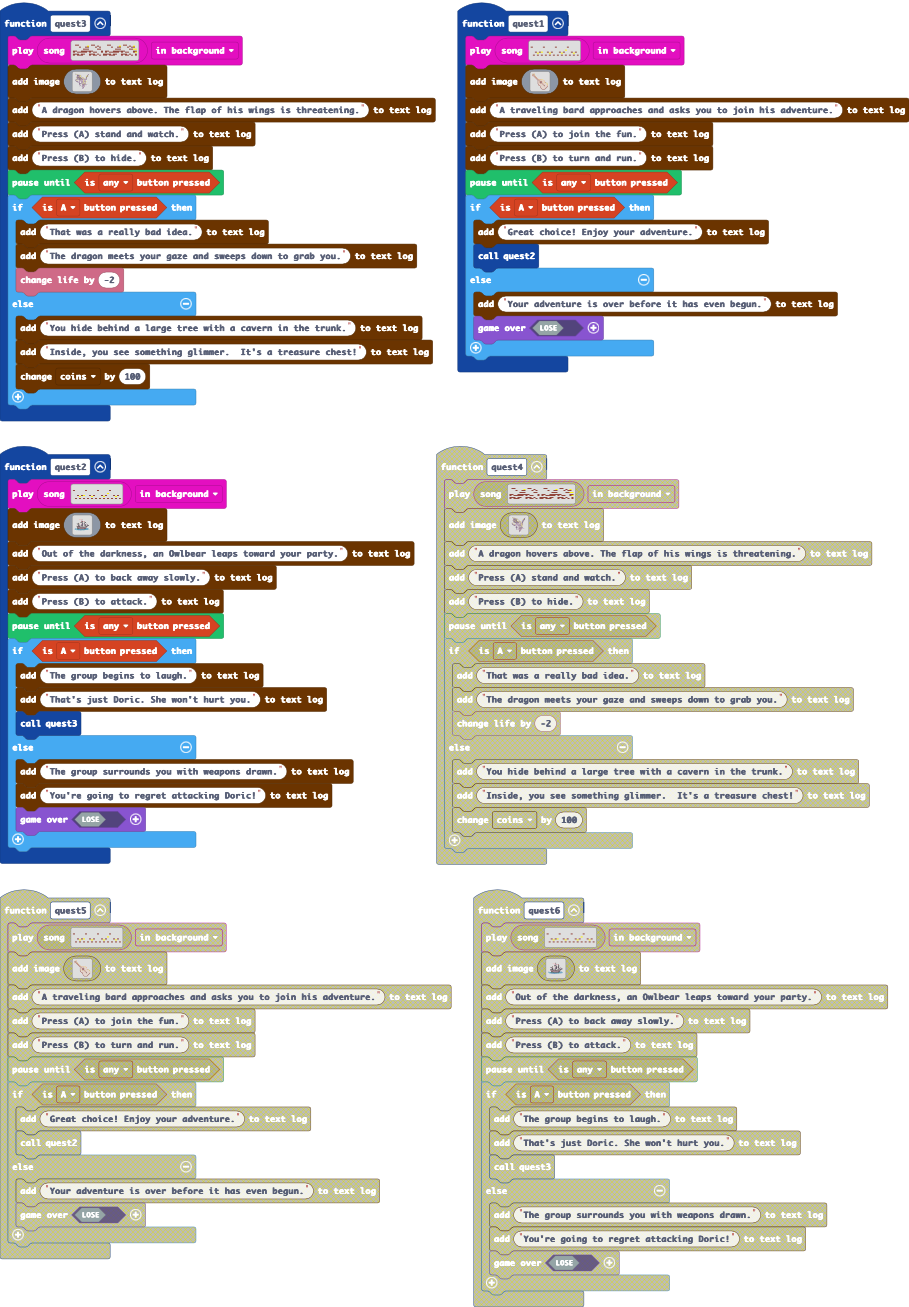 function quest3
play song in background
add image to text log
add "A dragon hovers above. The flap of his wings is threatening." to text log
add "Press (A) stand and watch." to text log
add "Press (B) to hide." to text log
pause until is any button pressed
if is A button pressed then
add "That was a really bad idea." to text log
add "The dragon meets your gaze and sweeps down to grab you." to text log
change life by -2
else
add "You hide behind a large tree with a cavern in the trunk." to text log
add "Inside, you see something glimmer.  It's a treasure chest!" to text log
change coins by 100
function quest1
play song in background
add image to text log
add "A traveling bard approaches and asks you to join his adventure." to text log
add "Press (A) to join the fun." to text log
add "Press (B) to turn and run." to text log
pause until is any button pressed
if is A button pressed then
add "Great choice! Enjoy your adventure." to text log
call quest2
else
add "Your adventure is over before it has even begun." to text log
game over LOSE
function quest2
play song in background
add image to text log
add "Out of the darkness, an Owlbear leaps toward your party." to text log
add "Press (A) to back away slowly." to text log
add "Press (B) to attack." to text log
pause until is any button pressed
if is A button pressed then
add "The group begins to laugh." to text log
add "That's just Doric. She won't hurt you." to text log
call quest3
else
add "The group surrounds you with weapons drawn." to text log
add "You're going to regret attacking Doric!" to text log
game over LOSE
function quest4
play song in background
add image to text log
add "A dragon hovers above. The flap of his wings is threatening." to text log
add "Press (A) stand and watch." to text log
add "Press (B) to hide." to text log
pause until is any button pressed
if is A button pressed then
add "That was a really bad idea." to text log
add "The dragon meets your gaze and sweeps down to grab you." to text log
change life by -2
else
add "You hide behind a large tree with a cavern in the trunk." to text log
add "Inside, you see something glimmer.  It's a treasure chest!" to text log
change coins by 100
function quest5
play song in background
add image to text log
add "A traveling bard approaches and asks you to join his adventure." to text log
add "Press (A) to join the fun." to text log
add "Press (B) to turn and run." to text log
pause until is any button pressed
if is A button pressed then
add "Great choice! Enjoy your adventure." to text log
call quest2
else
add "Your adventure is over before it has even begun." to text log
game over LOSE
function quest6
play song in background
add image to text log
add "Out of the darkness, an Owlbear leaps toward your party." to text log
add "Press (A) to back away slowly." to text log
add "Press (B) to attack." to text log
pause until is any button pressed
if is A button pressed then
add "The group begins to laugh." to text log
add "That's just Doric. She won't hurt you." to text log
call quest3
else
add "The group surrounds you with weapons drawn." to text log
add "You're going to regret attacking Doric!" to text log
game over LOSE